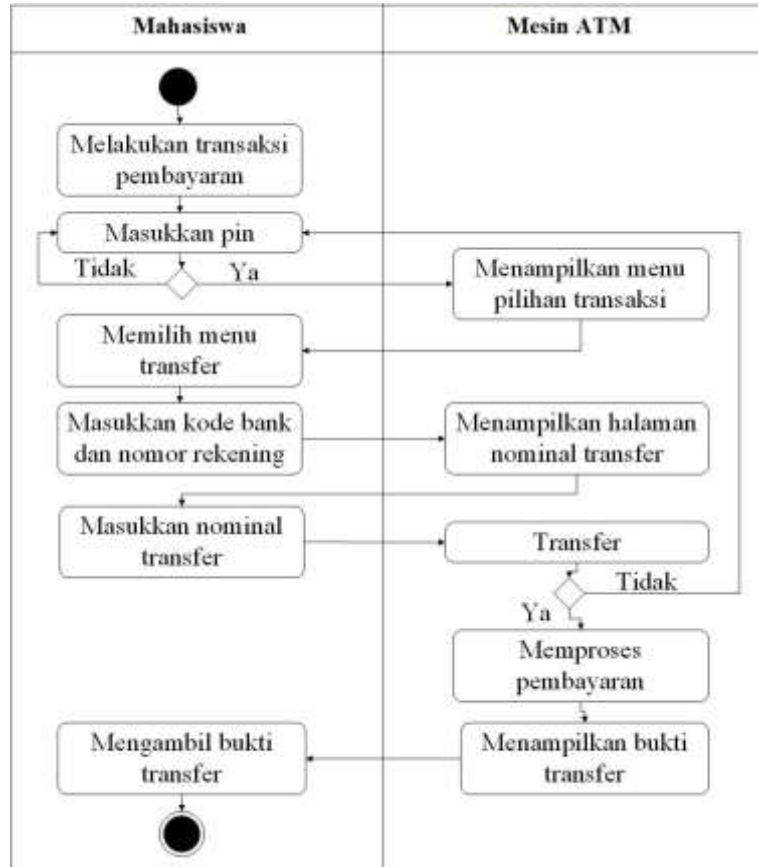 Mahasiswa
Mesin ATM
Melakukan transaksi
pembayaran
Masukkan pin
Tidak
Ya
Menampilkan menu
pilihan transaksi
Memilih menu
transfer
Masukkan kode bank
dan nomor rekening
Menampilkan halaman
nominal transfer
Masukkan nominal
transfer
Transfer
Tidak
Ya
Memproses
pembayaran
Mengambil bukti
transfer
Menampilkan bukti
transfer